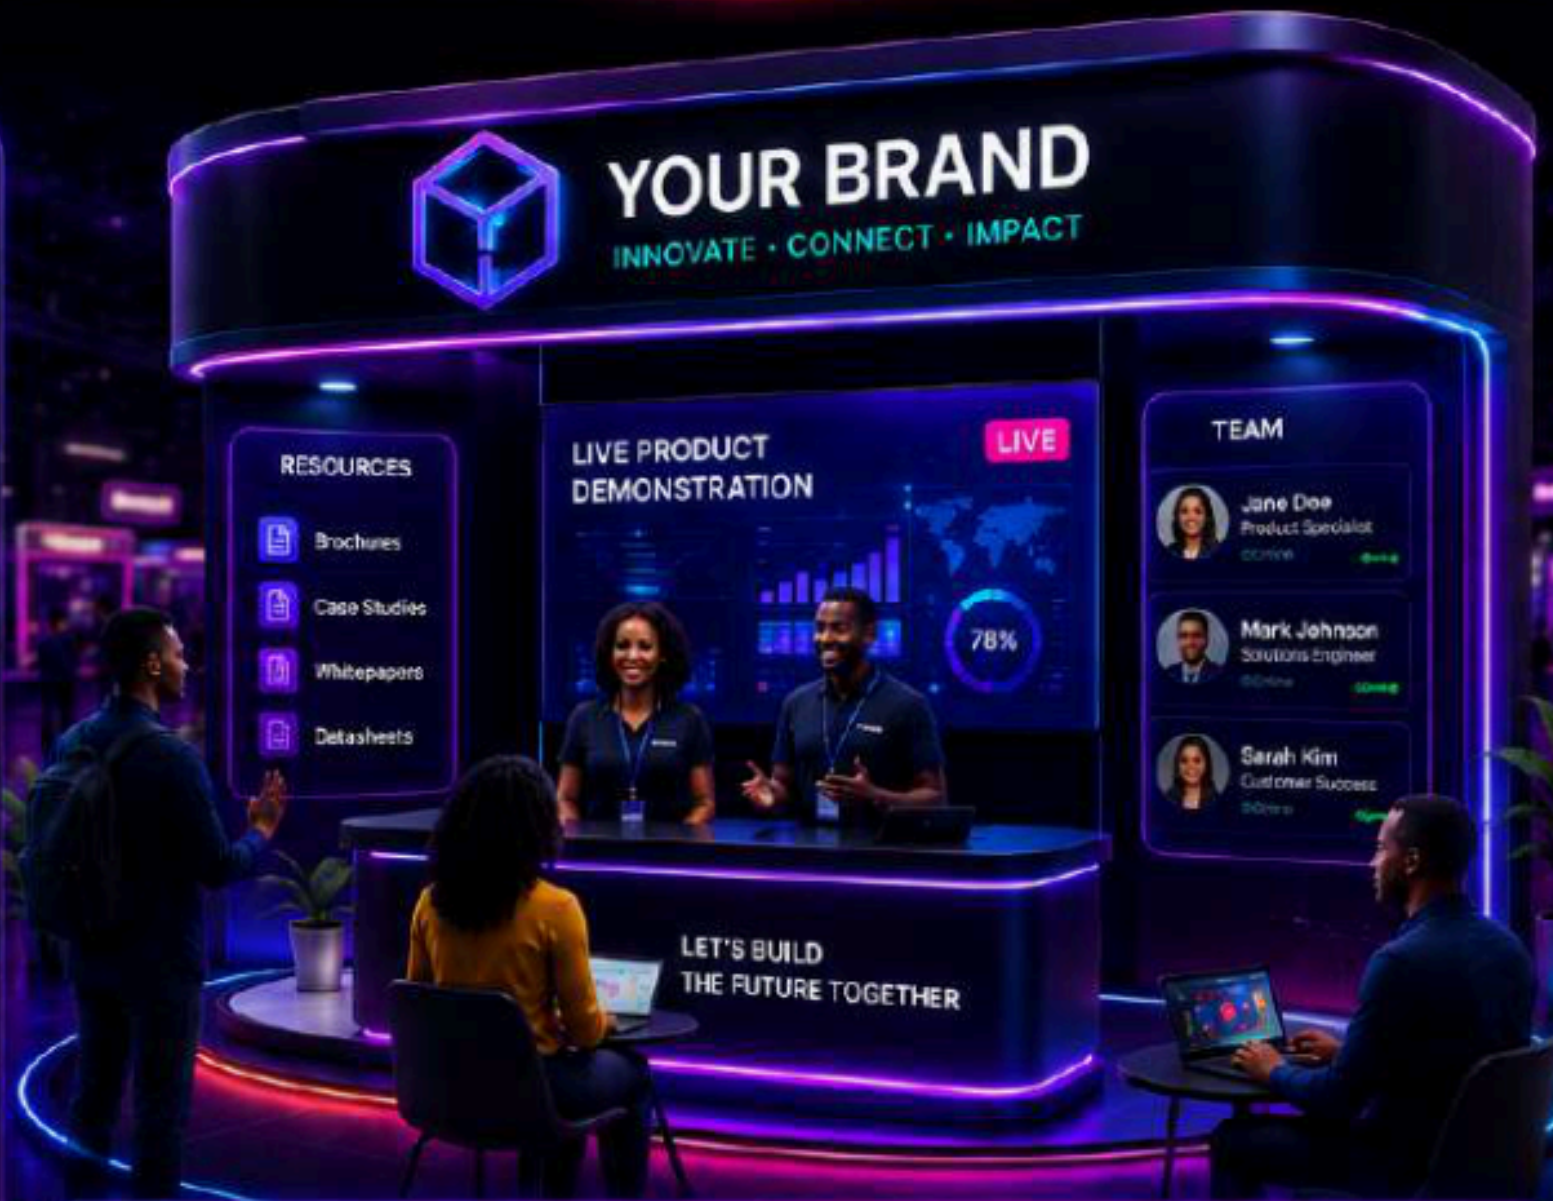 YOUR BRAND
INNOVATE · CONNECT · IMPACT
RESOURCES
Brochures
Case Studies
Whitepapers
Datasheets
LIVE PRODUCT
DEMONSTRATION
LIVE
78%
TEAM
Jane Doe
Product Specialist
Mark Johnson
Solutions Engineer
Sarah Kim
Customer Success
LET'S BUILD
THE FUTURE TOGETHER